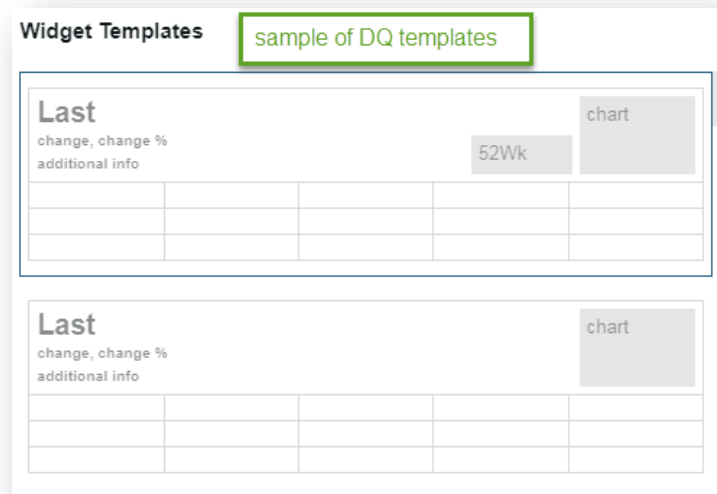 Widget Templates
sample of DQ templates
Last
chart
change, change %
52Wk
additional info
Last
chart
change, change %
additional info